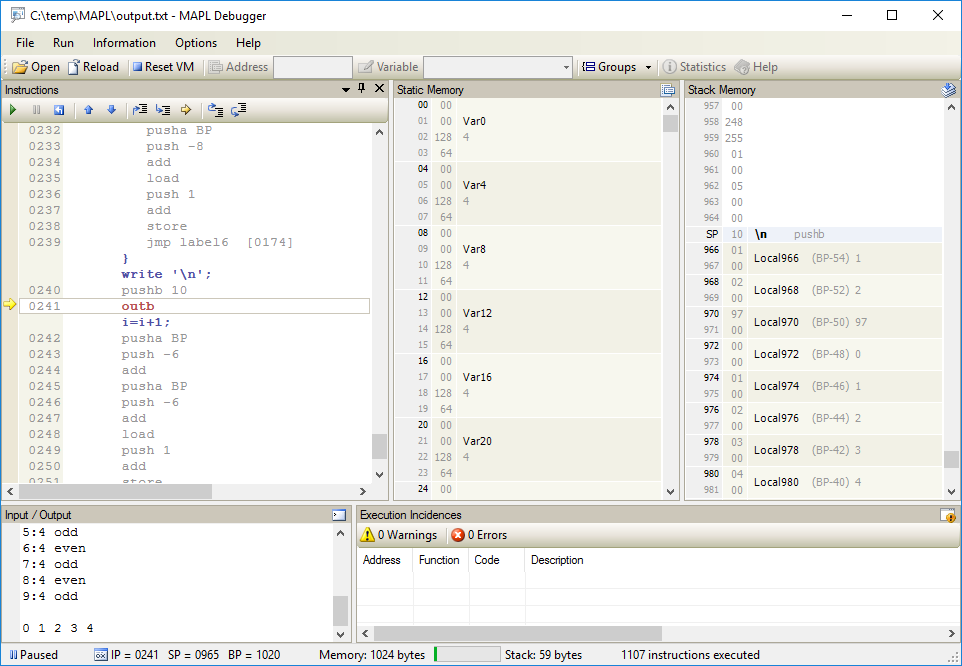 C:\temp\MAPL\output.txt - MAPL Debugger
File Run Information Options Help
Open Reload Reset VM Address Variable Groups Statistics Help
Instructions
0232 pusha BP
0233 push -8
0234 add
0235 load
0236 push 1
0237 add
0238 store
0239 jmp label6 [0174]
}
write '\n';
0240 pushb 10
0241 outb
i=i+1;
0242 pusha BP
0243 push -6
0244 add
0245 pusha BP
0246 push -6
0247 add
0248 load
0249 push 1
0250 add
0251 store
Static Memory
00 00
01 00 Var0
02 128 4
03 64
04 00
05 00 Var4
06 128 4
07 64
08 00
09 00 Var8
10 128 4
11 64
12 00
13 00 Var12
14 128 4
15 64
16 00
17 00 Var16
18 128 4
19 64
20 00
21 00 Var20
22 128 4
23 64
24 00
Stack Memory
957 00
958 248
959 255
960 01
961 00
962 05
963 00
964 00
SP 10 \n pushb
966 01
Local966 (BP-54) 1
967 00
968 02
Local968 (BP-52) 2
969 00
970 97
Local970 (BP-50) 97
971 00
972 00
Local972 (BP-48) 0
973 00
974 01
Local974 (BP-46) 1
975 00
976 02
Local976 (BP-44) 2
977 00
978 03
Local978 (BP-42) 3
979 00
980 04
Local980 (BP-40) 4
981 00
Input / Output
5:4 odd
6:4 even
7:4 odd
8:4 even
9:4 odd
0 1 2 3 4
Execution Incidences
0 Warnings 0 Errors
Address Function Code Description
Paused IP = 0241 SP = 0965 BP = 1020 Memory: 1024 bytes Stack: 59 bytes 1107 instructions executed